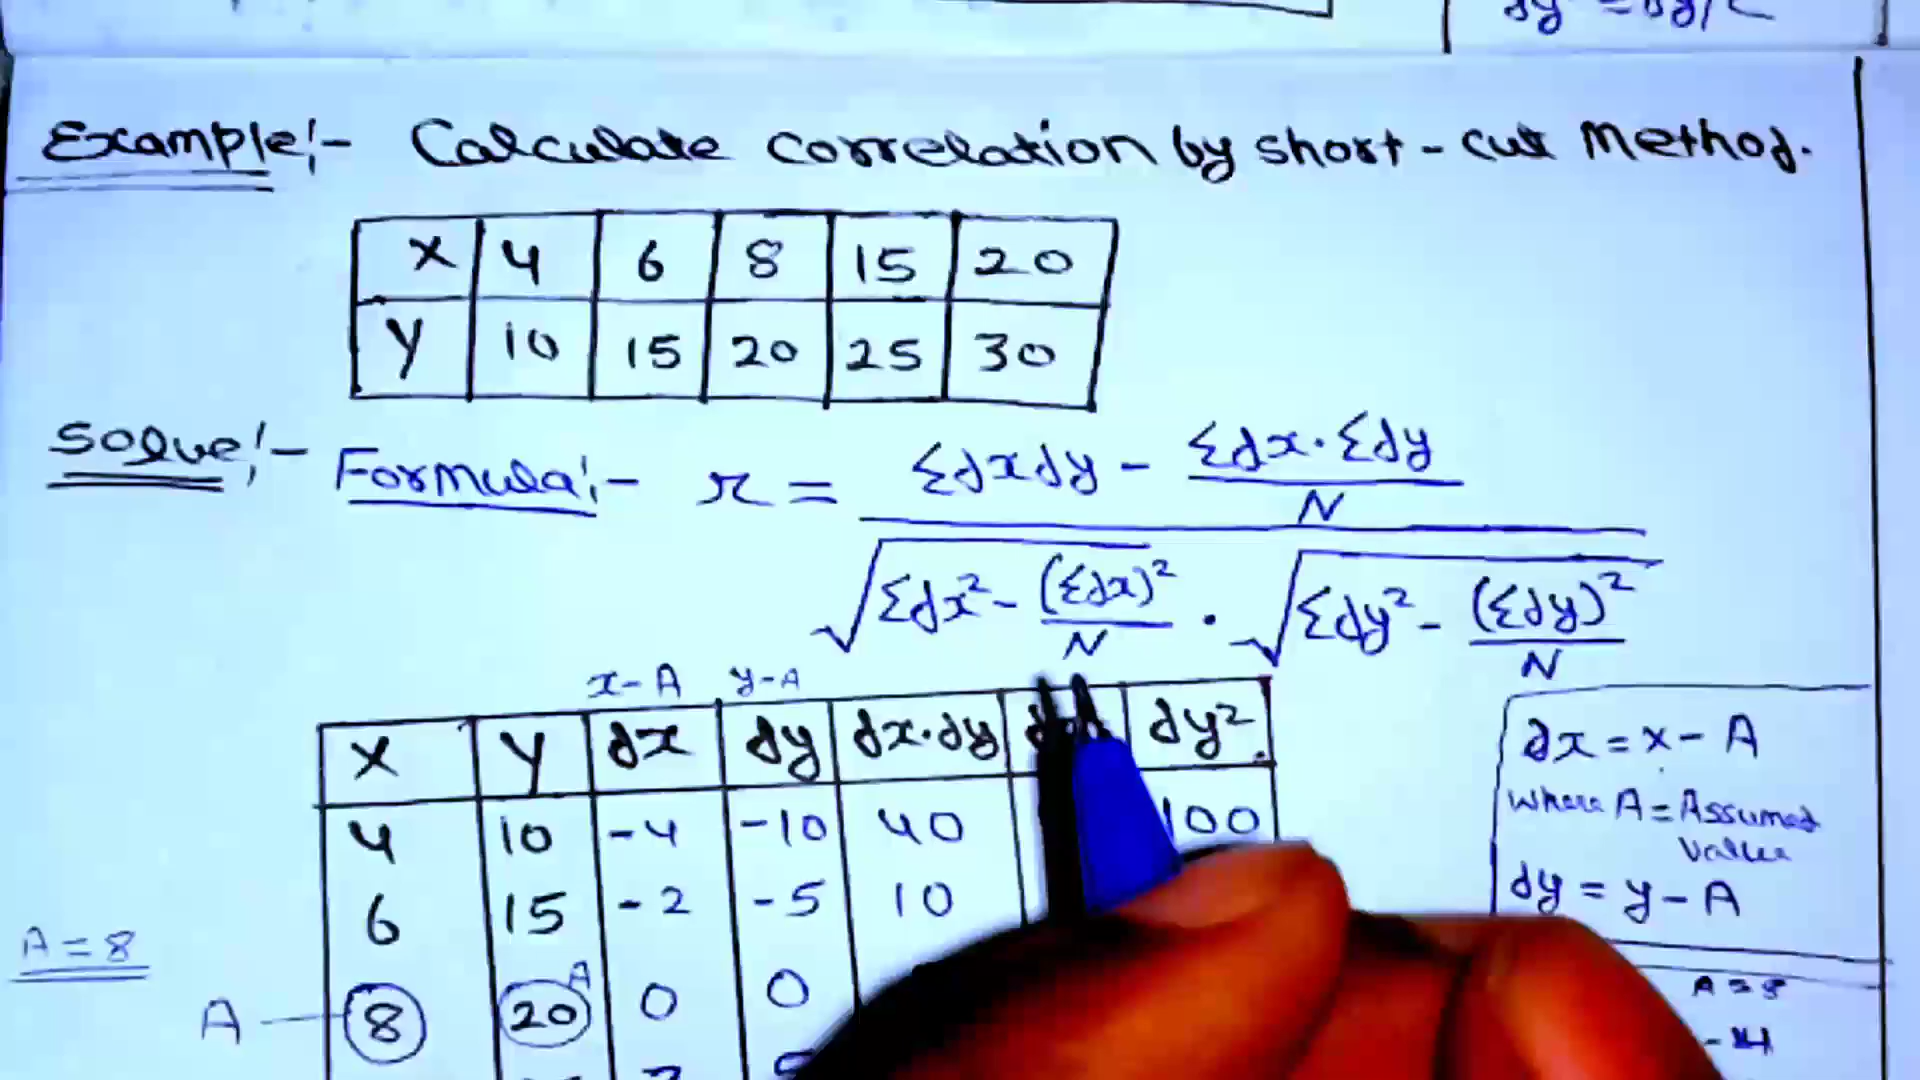 Example:- Calculate correlation by short-cut Method.
X 4 6 8 15 20
Y 10 15 20 25 30
Solve:- Formula:- r = Σdxdy - Σdx·Σdy / N
√Σdx² - (Σdx)² / N · √Σdy² - (Σdy)² / N
x-A y-A
X Y dx dy dx·dy dy²
4 10 -4 -10 40 100
6 15 -2 -5 10
A=8
A 8 20 A 0 0
dx = x - A
where A = Assumed
Value
dy = y - A